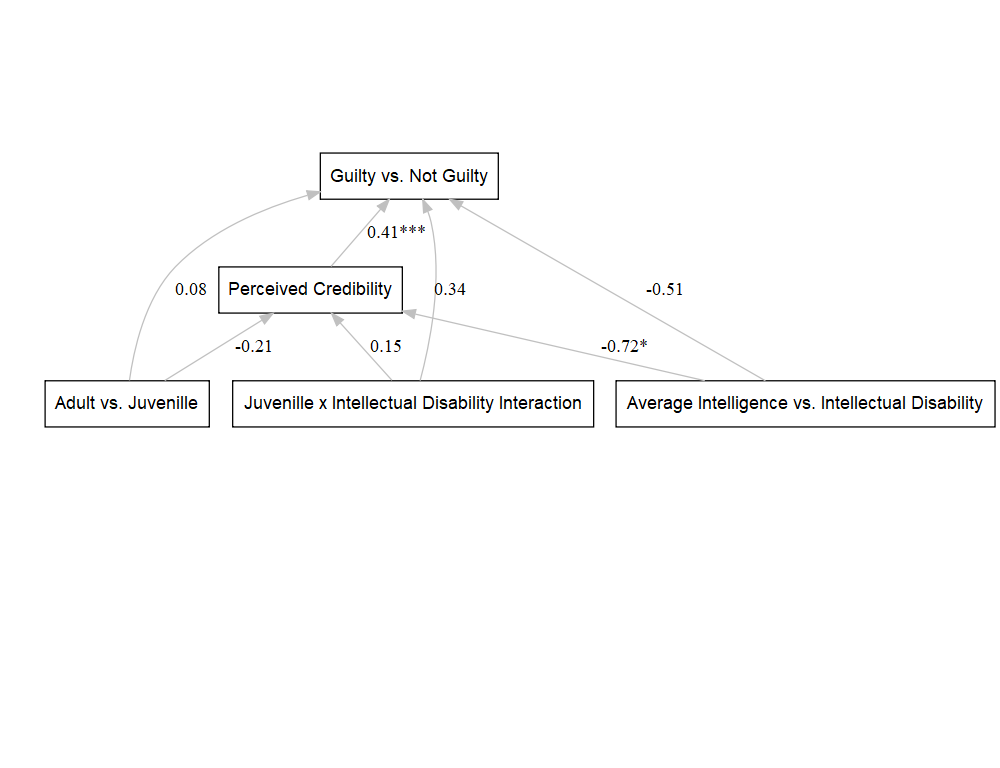 Guilty vs. Not Guilty
0.41***
Perceived Credibility
0.08
0.34
-0.51
-0.21
0.15
-0.72*
Adult vs. Juvenille
Juvenille x Intellectual Disability Interaction
Average Intelligence vs. Intellectual Disability